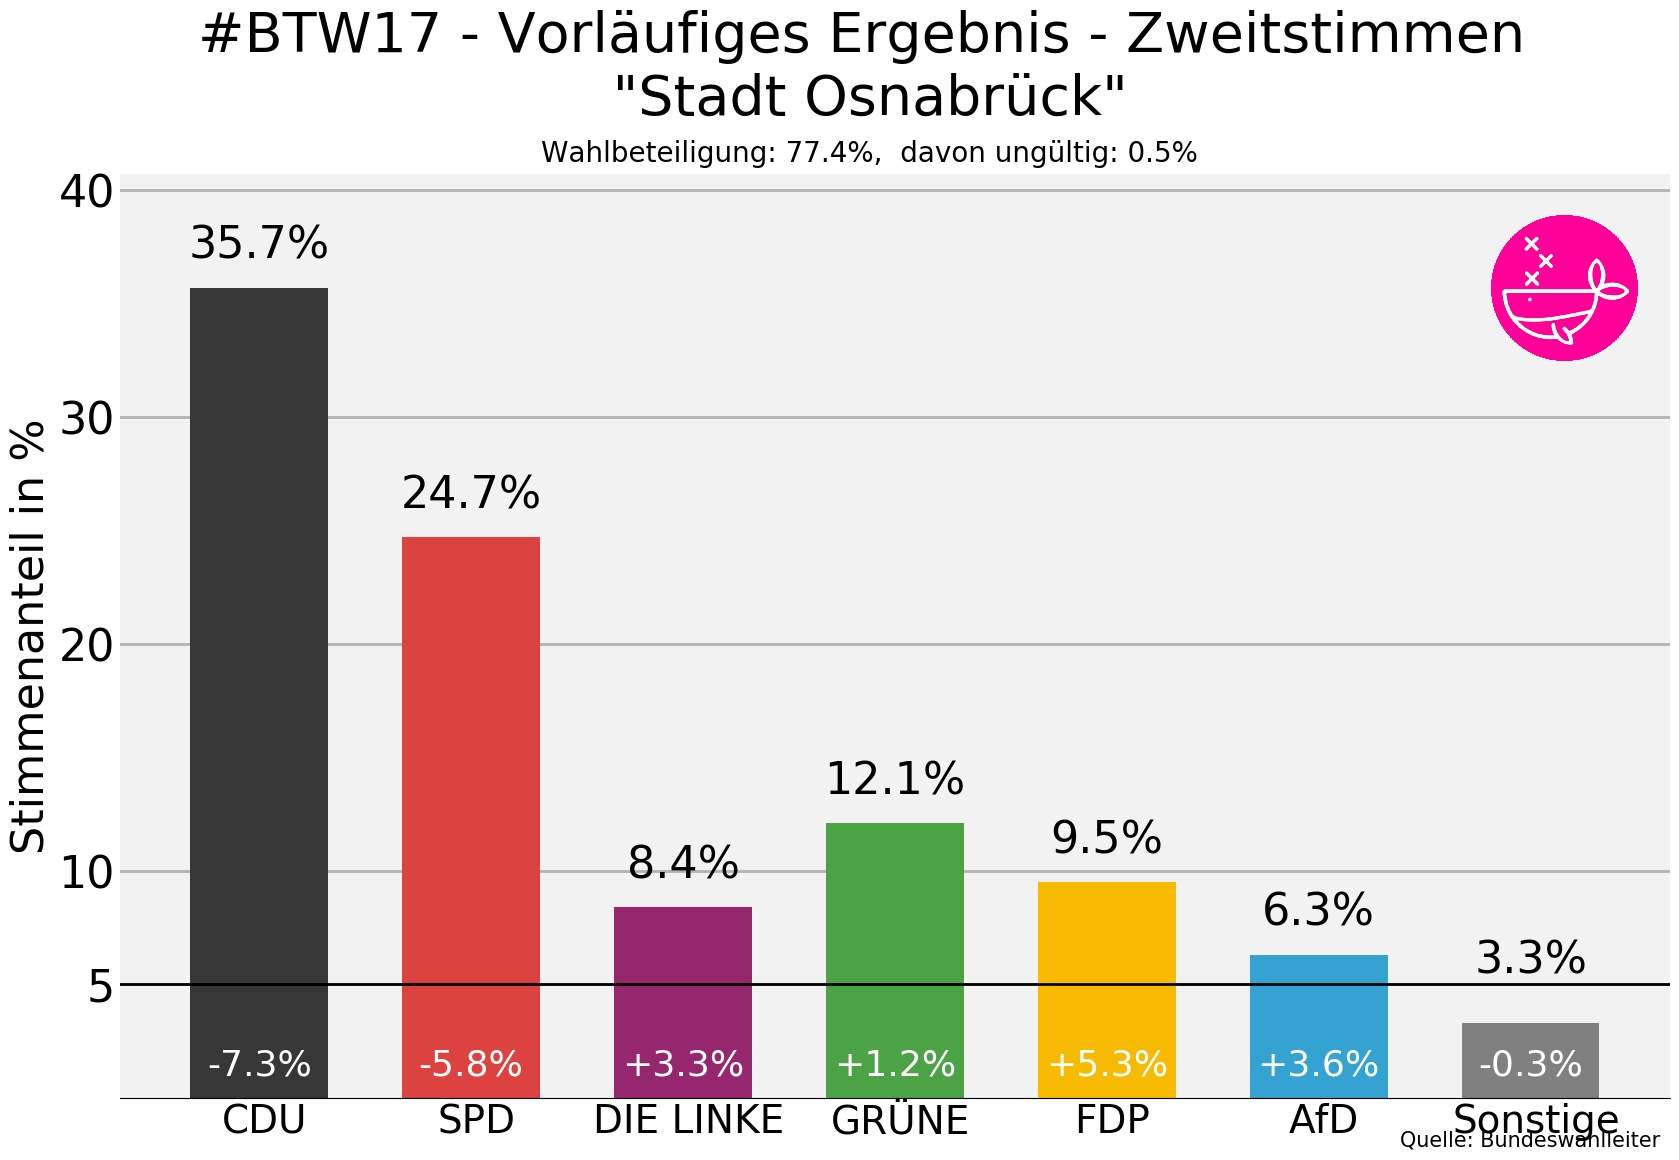 #BTW17 - Vorläufiges Ergebnis - Zweitstimmen
"Stadt Osnabrück"
Wahlbeteiligung: 77.4%,  davon ungültig: 0.5%
Stimmenanteil in %
40
30
20
10
5
35.7%
24.7%
8.4%
12.1%
9.5%
6.3%
3.3%
-7.3%
-5.8%
+3.3%
+1.2%
+5.3%
+3.6%
-0.3%
CDU
SPD
DIE LINKE
GRÜNE
FDP
AfD
Sonstige
Quelle: Bundeswahlleiter